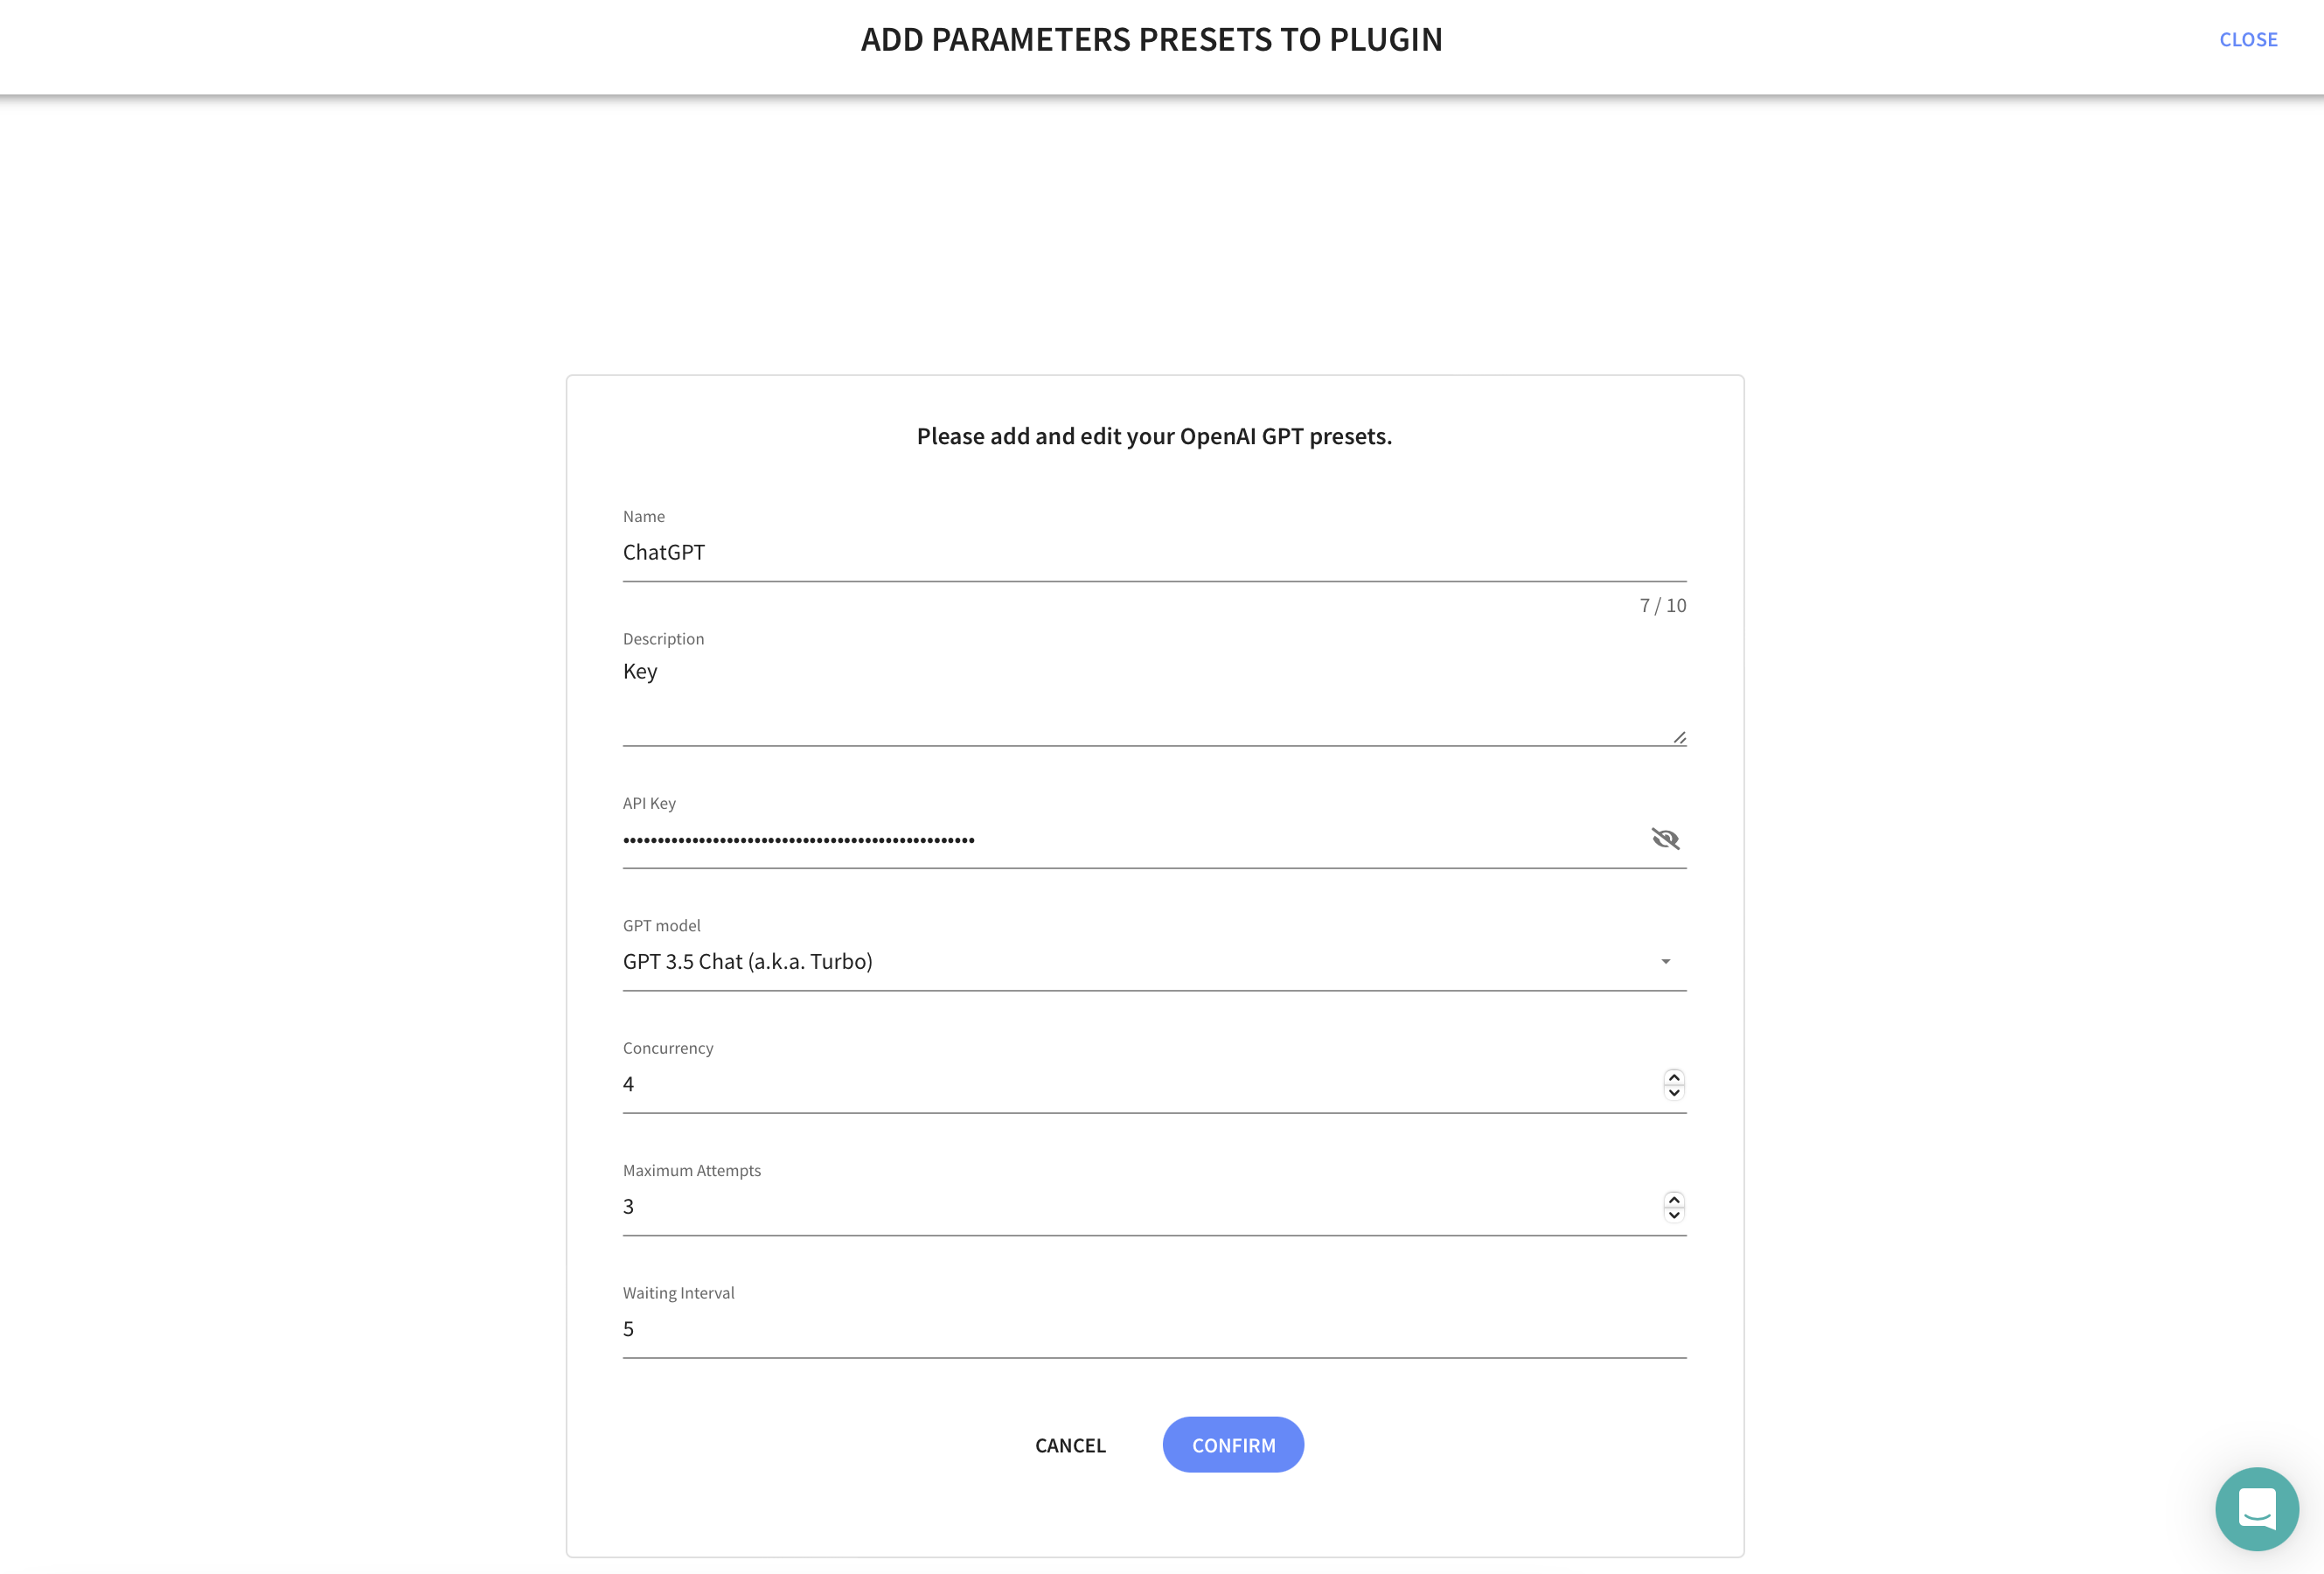 ADD PARAMETERS PRESETS TO PLUGIN
CLOSE
Please add and edit your OpenAI GPT presets.
Name
ChatGPT
7 / 10
Description
Key
API Key
GPT model
GPT 3.5 Chat (a.k.a. Turbo)
Concurrency
4
Maximum Attempts
3
Waiting Interval
5
CANCEL
CONFIRM